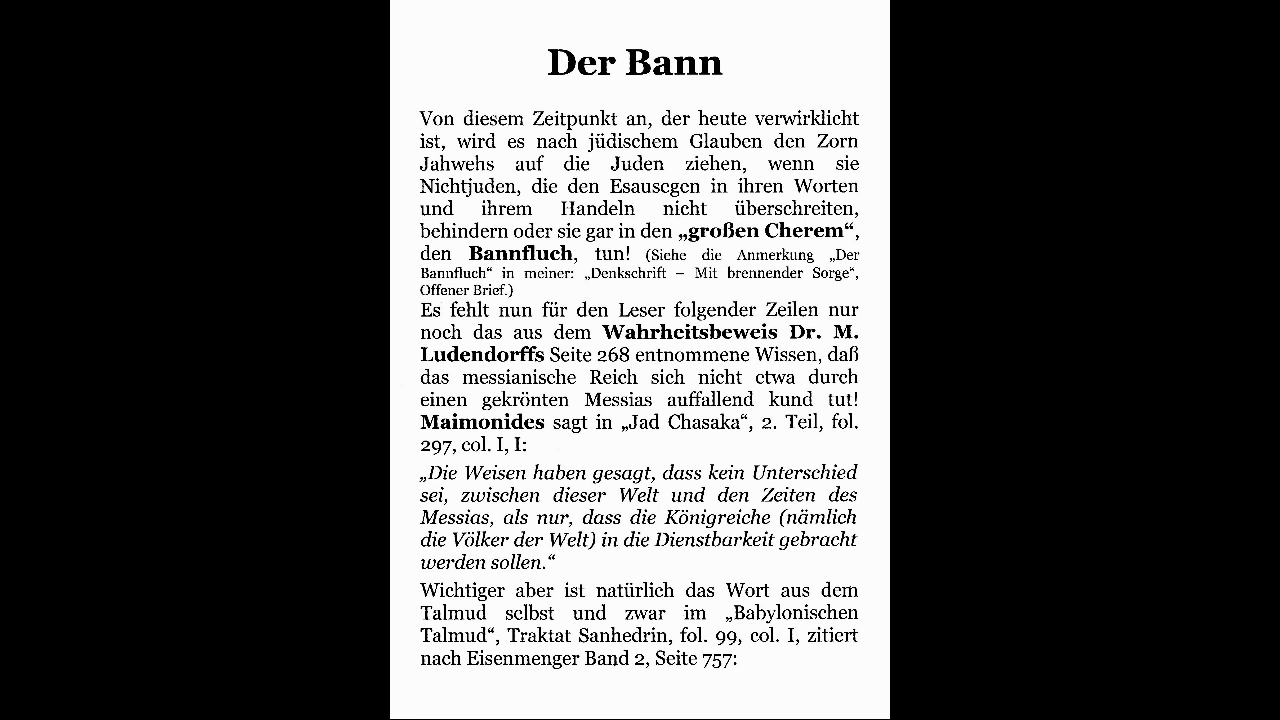 Der Bann
Von diesem Zeitpunkt an, der heute verwirklicht
ist, wird es nach jüdischem Glauben den Zorn
Jahwehs auf die Juden ziehen, wenn sie
Nichtjuden, die den Esausegen in ihren Worten
und ihrem Handeln nicht überschreiten,
behindern oder sie gar in den „großen Cherem“,
den Bannfluch, tun! (Siehe die Anmerkung „Der
Bannfluch“ in meiner: „Denkschrift – Mit brennender Sorge“,
Offener Brief.)
Es fehlt nun für den Leser folgender Zeilen nur
noch das aus dem Wahrheitsbeweis Dr. M.
Ludendorffs Seite 268 entnommene Wissen, daß
das messianische Reich sich nicht etwa durch
einen gekrönten Messias auffallend kund tut!
Maimonides sagt in „Jad Chasaka“, 2. Teil, fol.
297, col. I, I:
„Die Weisen haben gesagt, dass kein Unterschied
sei, zwischen dieser Welt und den Zeiten des
Messias, als nur, dass die Königreiche (nämlich
die Völker der Welt) in die Dienstbarkeit gebracht
werden sollen.“
Wichtiger aber ist natürlich das Wort aus dem
Talmud selbst und zwar im „Babylonischen
Talmud“, Traktat Sanhedrin, fol. 99, col. I, zitiert
nach Eisenmenger Band 2, Seite 757: